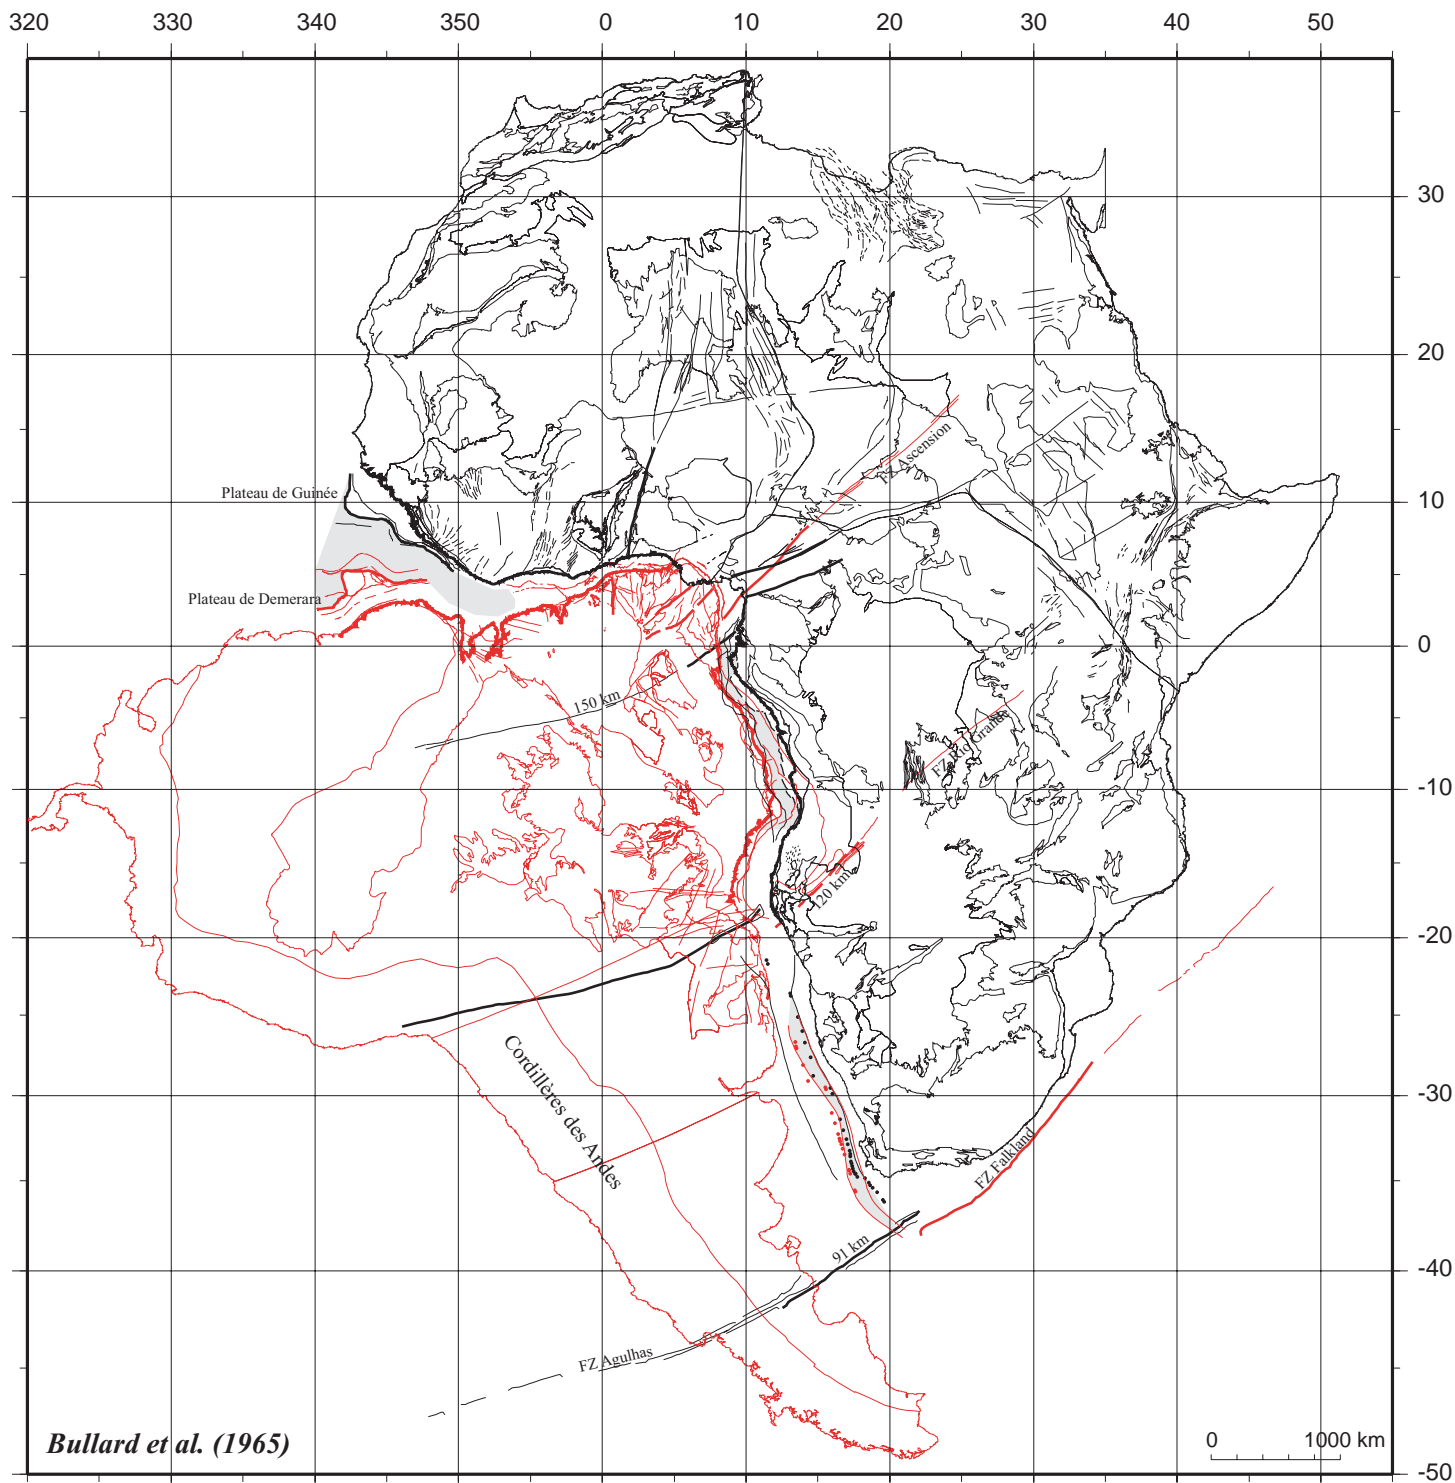 320 330 340 350 0 10 20 30 40 50
30
20
FZ Ascension
Plateau de Guinée
10
Plateau de Demerara
0
150 km
FZ Rio Grande
-10
120 km
-20
Cordillères des Andes
-30
FZ Falkland
91 km
-40
FZ Agulhas
Bullard et al. (1965)
0 1000 km
-50